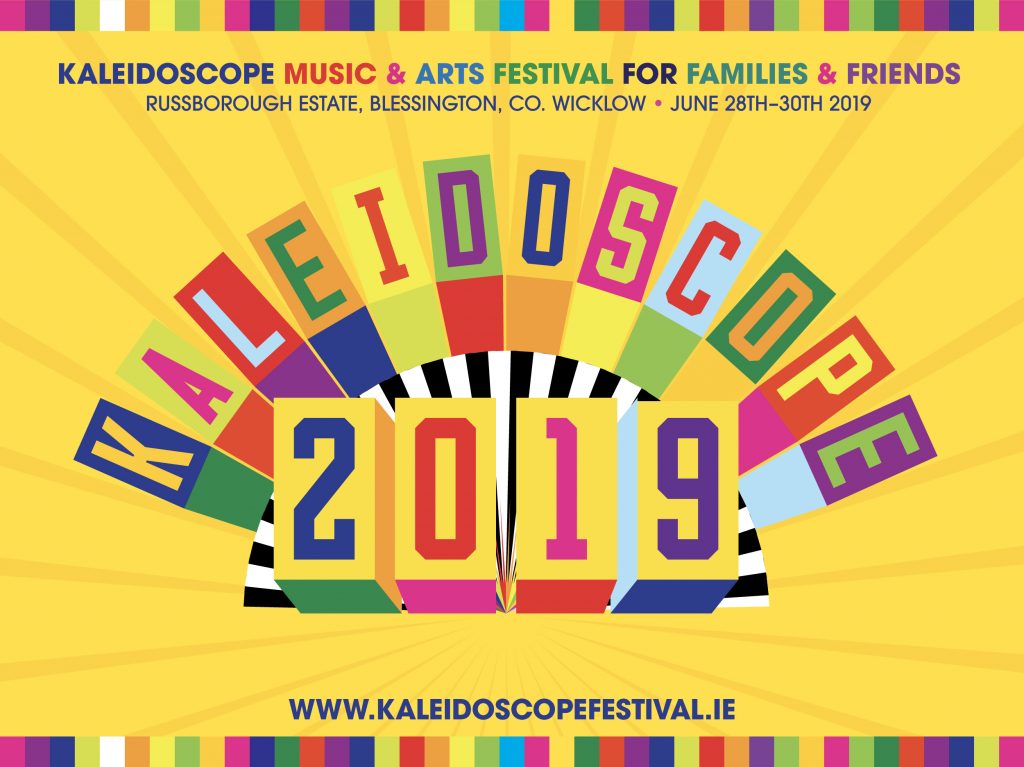 KALEIDOSCOPE MUSIC & ARTS FESTIVAL FOR FAMILIES & FRIENDS
RUSSBOROUGH ESTATE, BLESSINGTON, CO. WICKLOW • JUNE 28TH–30TH 2019
KALEIDOSCOPE
2019
WWW.KALEIDOSCOPEFESTIVAL.IE